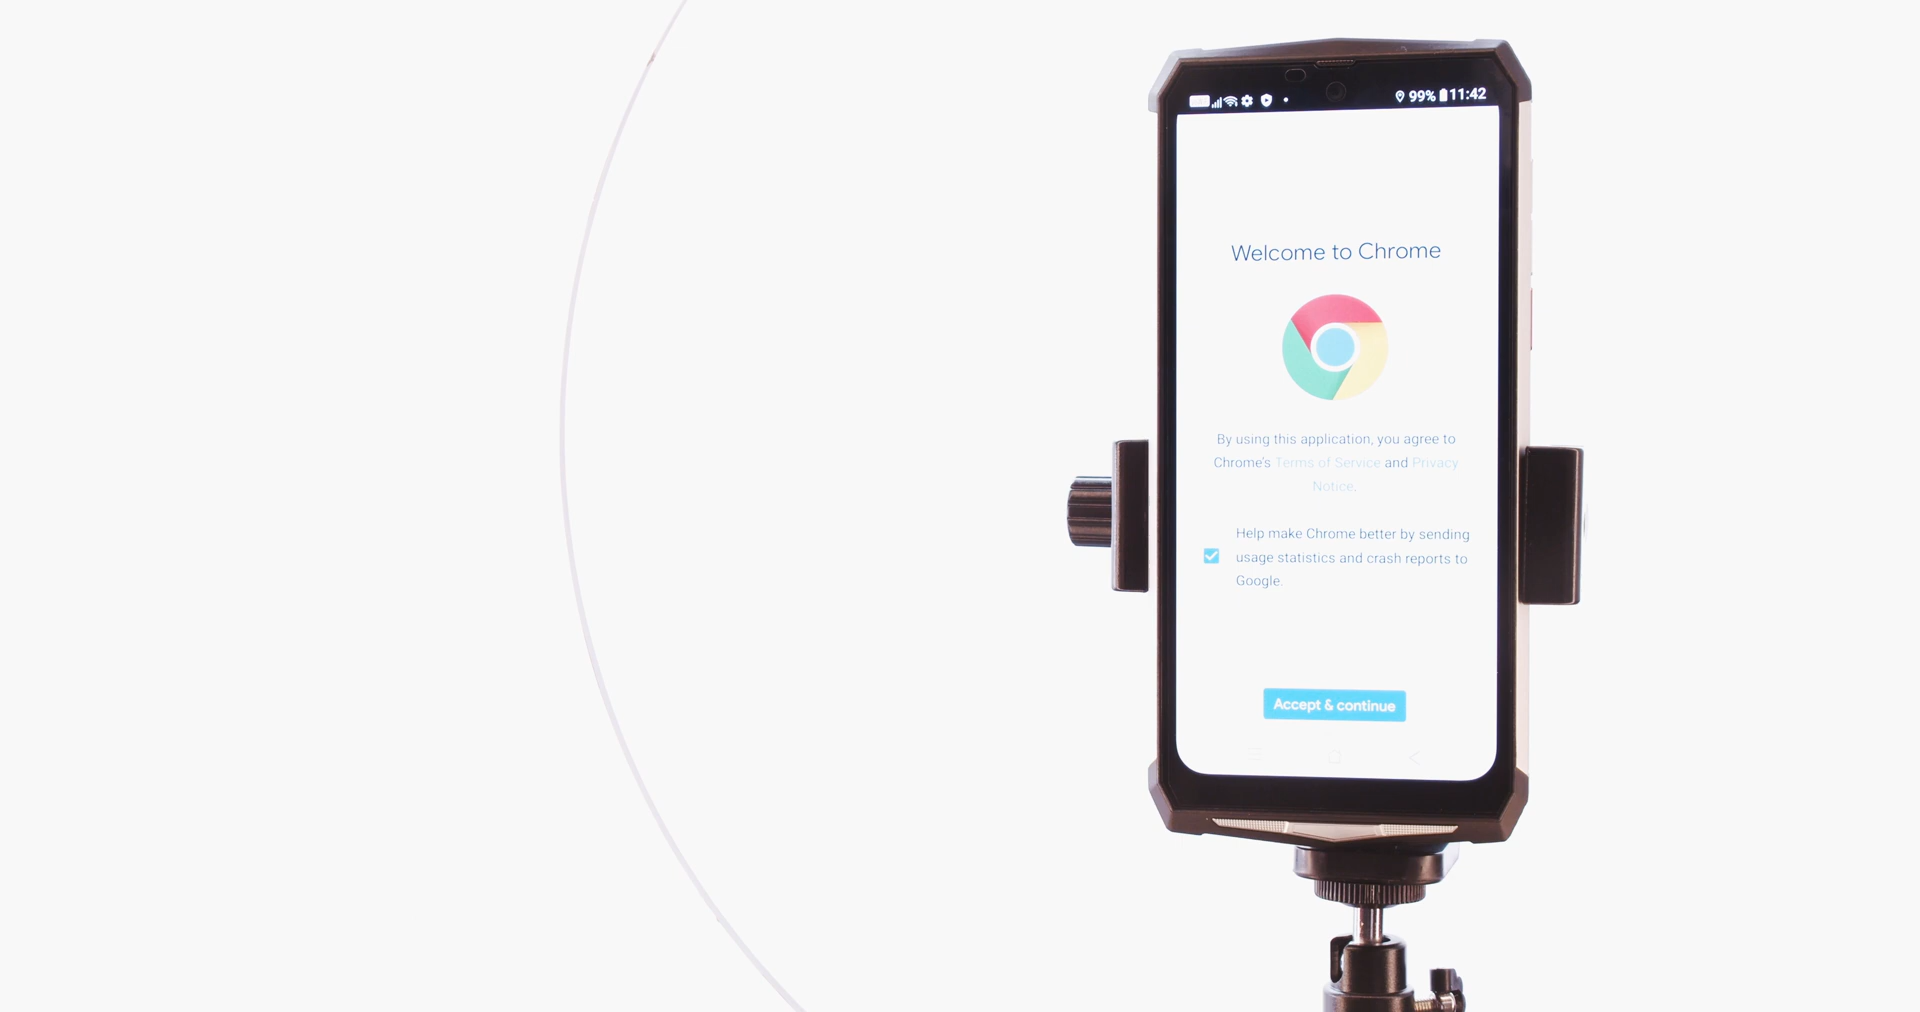 99% 11:42
Welcome to Chrome
By using this application, you agree to
Chrome's Terms of Service and Privacy
Notice.
Help make Chrome better by sending
usage statistics and crash reports to
Google.
Accept & continue